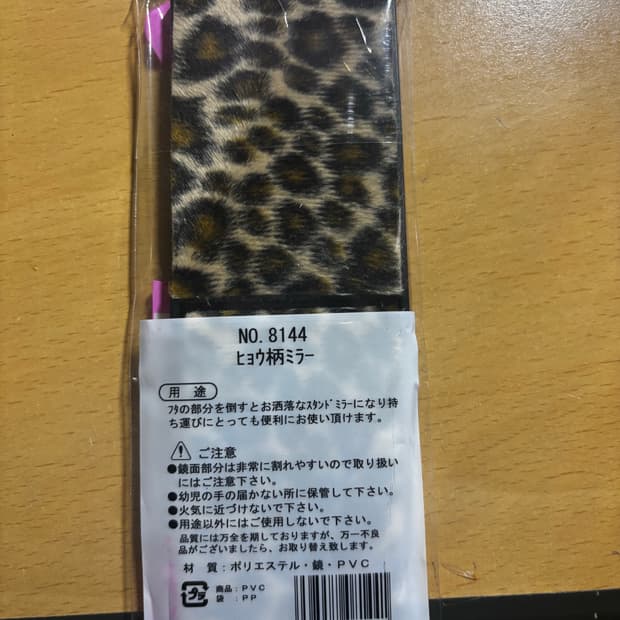 NO.8144
ﾋｮｳ柄ﾐﾗｰ
用 途
ﾌﾀの部分を倒すとお洒落なｽﾀﾝﾄﾞﾐﾗｰになり持
ち運びにとっても便利にお使い頂けます。
ご注意
●鏡面部分は非常に割れやすいので取り扱い
にはご注意下さい。
●幼児の手の届かない所に保管して下さい。
●火気に近づけないで下さい。
●用途以外にはご使用しないで下さい。
品質には万全を期しておりますが、万一不良
品がございましたら、お取り替え致します。
材 質：ポリエステル・鏡・ＰＶＣ
プラ
商品：ＰＶＣ
袋 ：ＰＰ